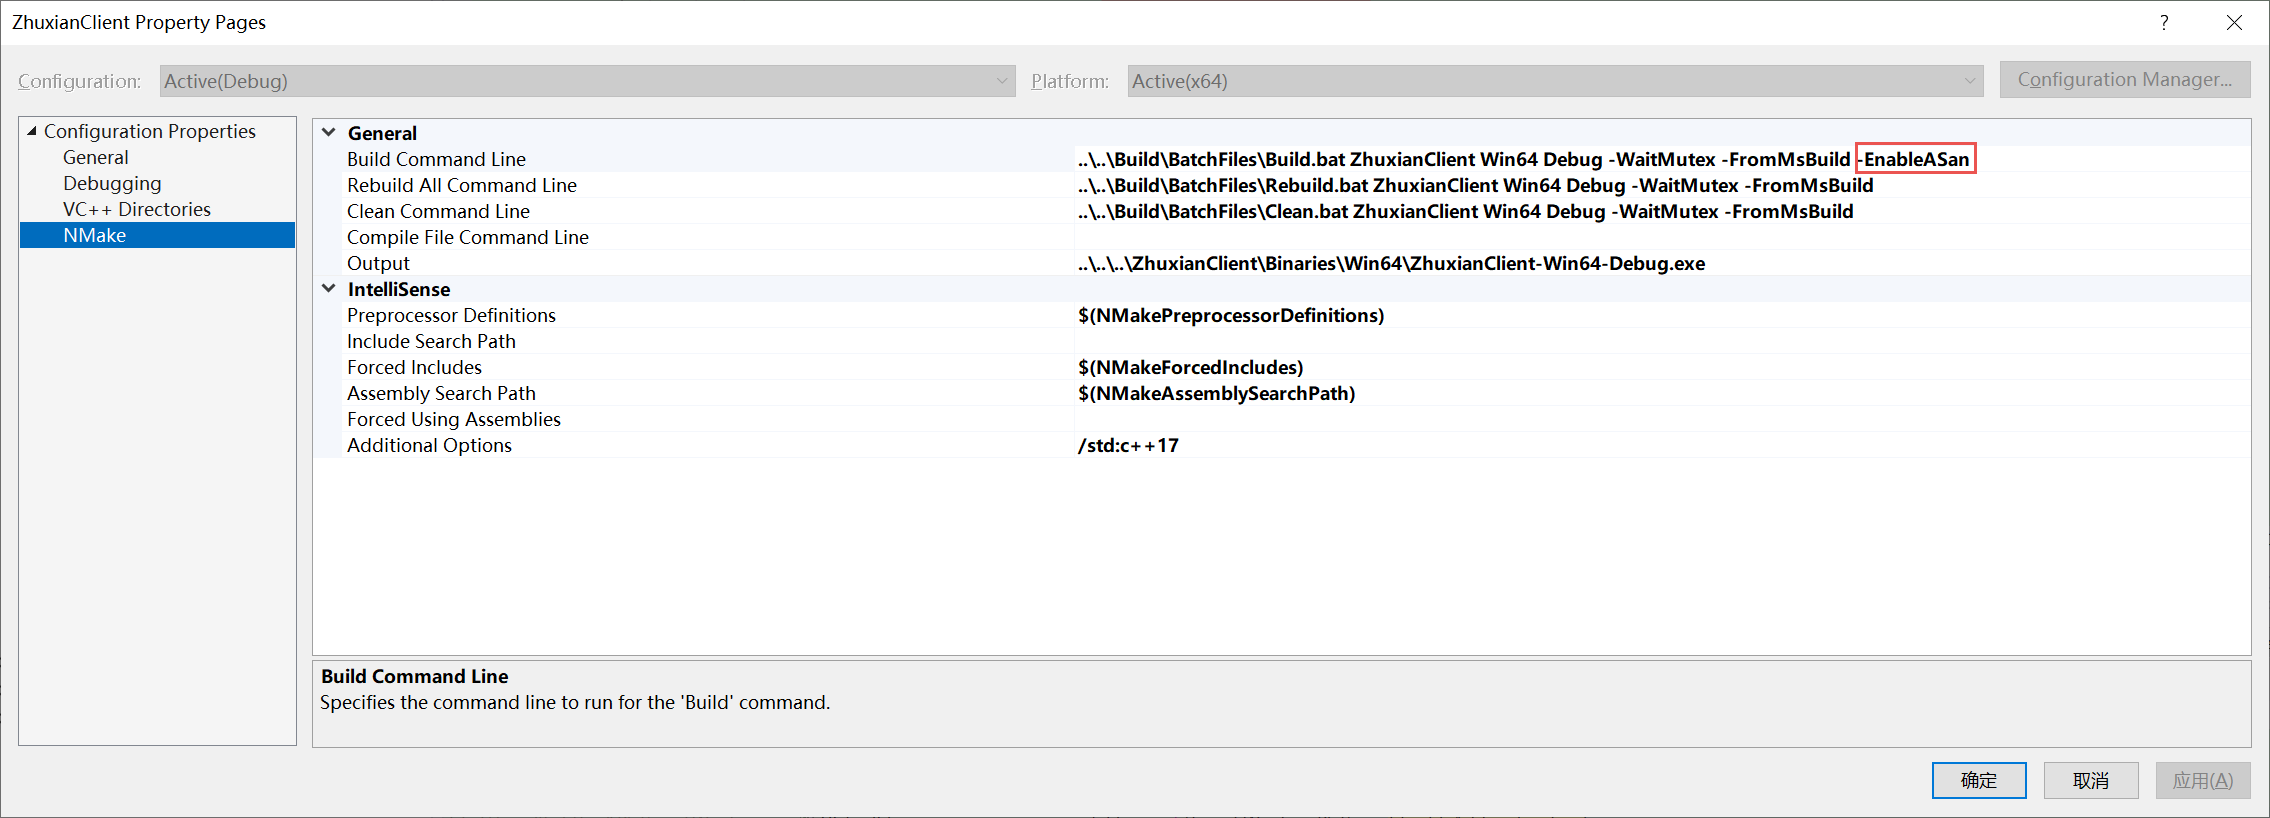 ZhuxianClient Property Pages
Configuration: Active(Debug) Platform: Active(x64) Configuration Manager...
Configuration Properties
General
Debugging
VC++ Directories
NMake
General
Build Command Line ..\..\Build\BatchFiles\Build.bat ZhuxianClient Win64 Debug -WaitMutex -FromMsBuild -EnableASan
Rebuild All Command Line ..\..\Build\BatchFiles\Rebuild.bat ZhuxianClient Win64 Debug -WaitMutex -FromMsBuild
Clean Command Line ..\..\Build\BatchFiles\Clean.bat ZhuxianClient Win64 Debug -WaitMutex -FromMsBuild
Compile File Command Line
Output ..\..\..\ZhuxianClient\Binaries\Win64\ZhuxianClient-Win64-Debug.exe
IntelliSense
Preprocessor Definitions $(NMakePreprocessorDefinitions)
Include Search Path
Forced Includes $(NMakeForcedIncludes)
Assembly Search Path $(NMakeAssemblySearchPath)
Forced Using Assemblies
Additional Options /std:c++17
Build Command Line
Specifies the command line to run for the 'Build' command.
确定 取消 应用(A)